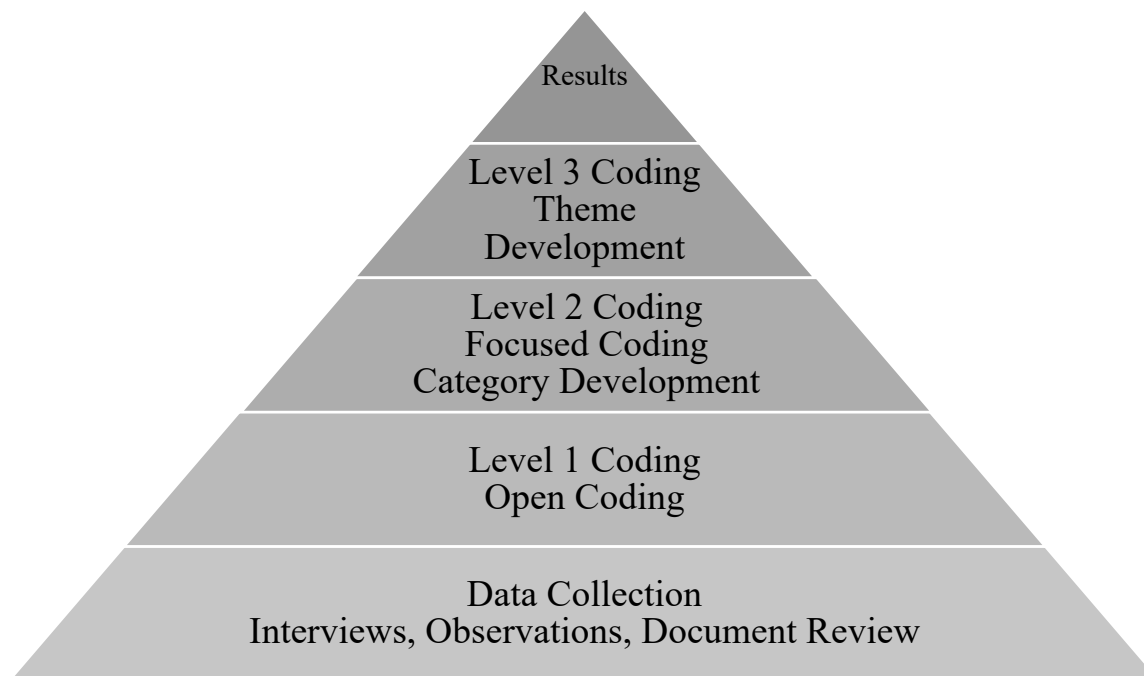 Results
Level 3 Coding
Theme
Development
Level 2 Coding
Focused Coding
Category Development
Level 1 Coding
Open Coding
Data Collection
Interviews, Observations, Document Review